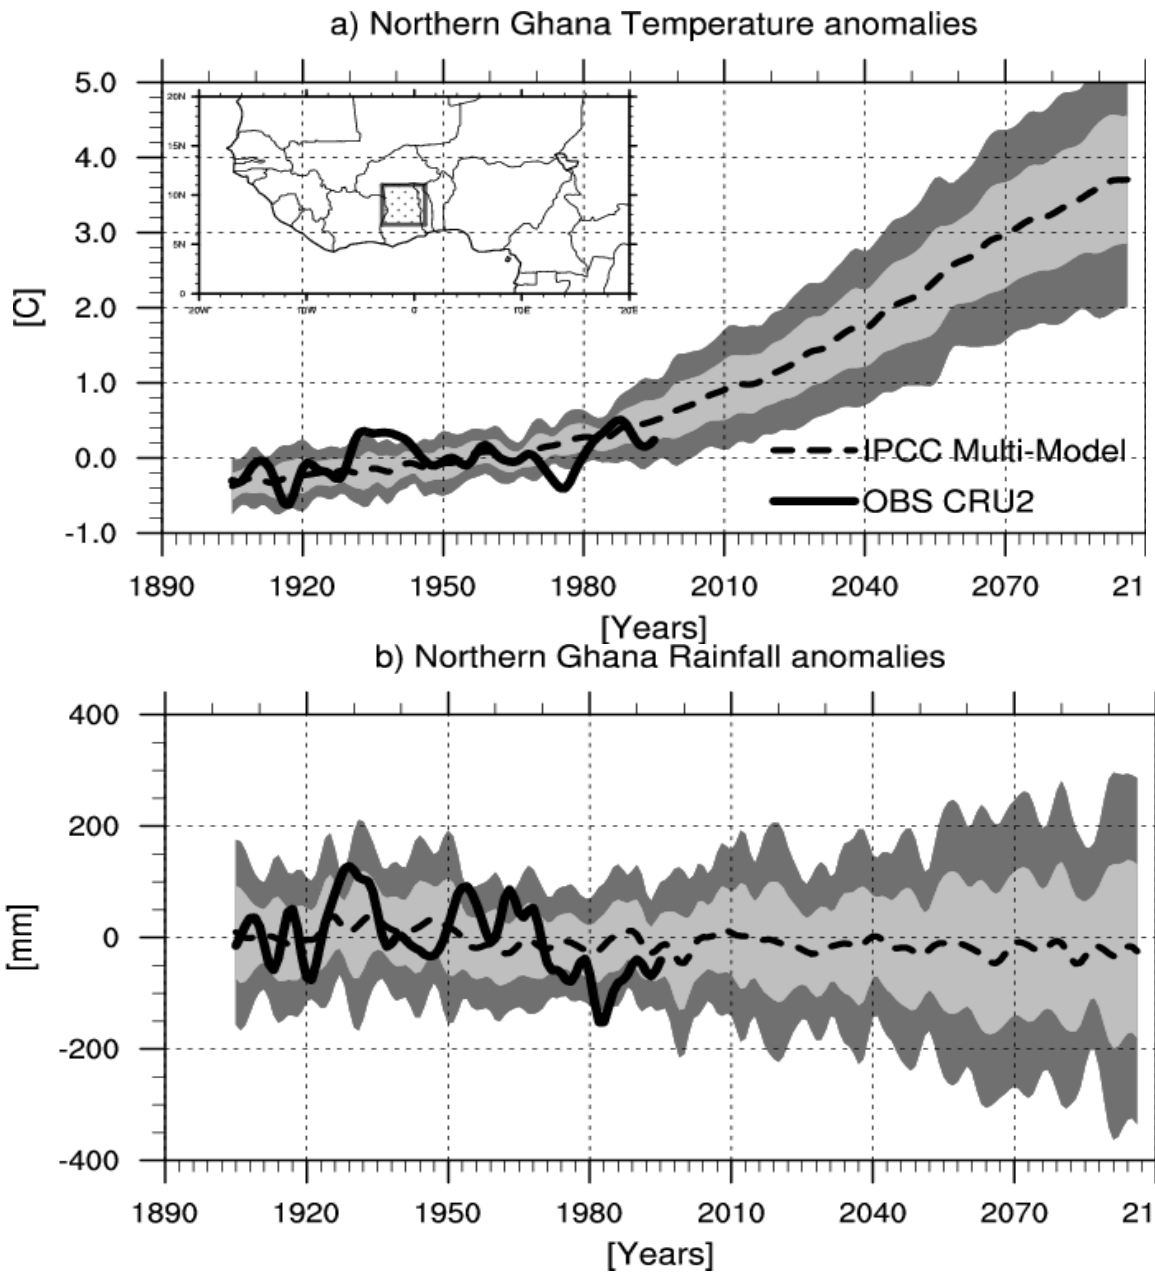 a) Northern Ghana Temperature anomalies
5.0
4.0
3.0
2.0
1.0
0.0
-1.0
[C]
20N
15N
10N
5N
0
20W
10W
0
10E
20E
IPCC Multi-Model
OBS CRU2
1890 1920 1950 1980 2010 2040 2070 21
[Years]
b) Northern Ghana Rainfall anomalies
400
200
0
-200
-400
[mm]
1890 1920 1950 1980 2010 2040 2070 21
[Years]